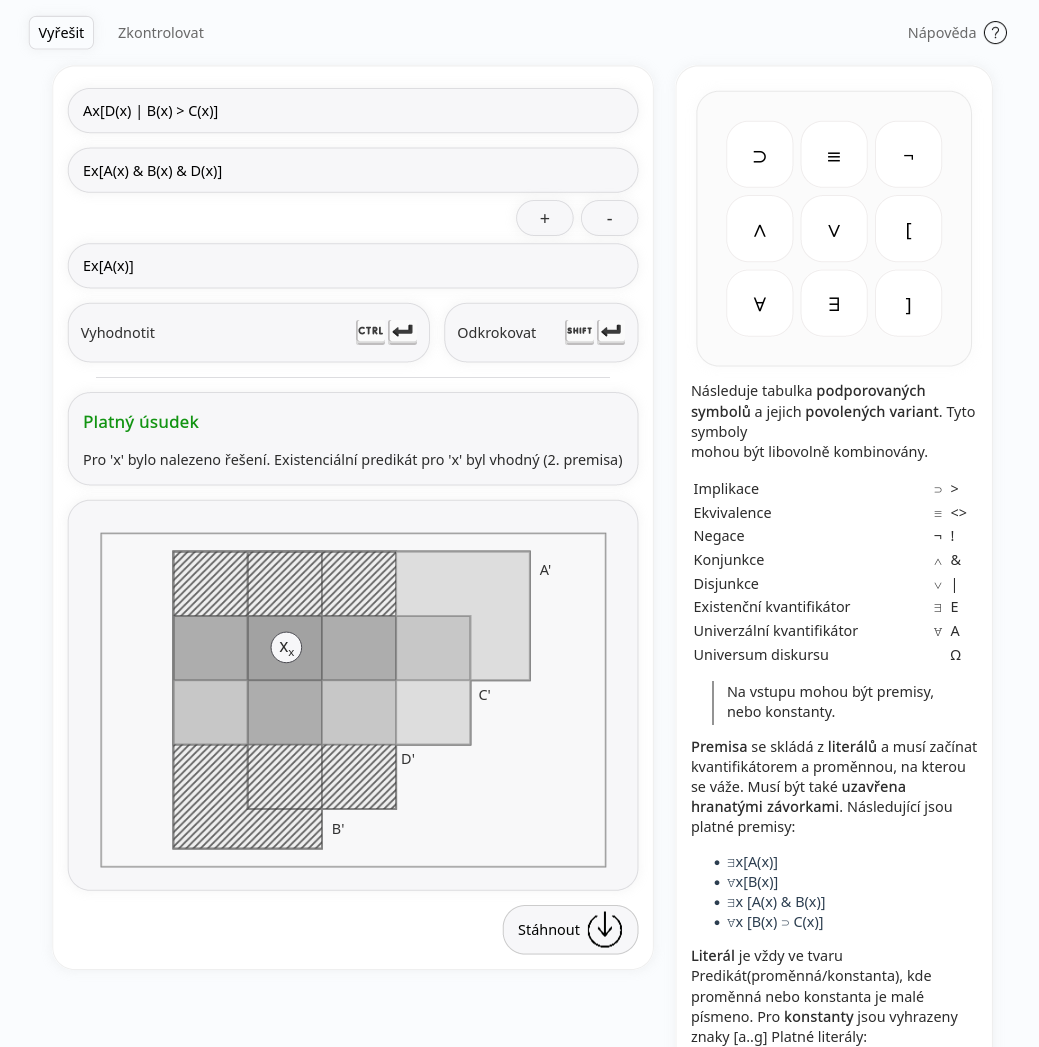 Vyřešit
Zkontrolovat
Nápověda ?
Ax[D(x) | B(x) > C(x)]
Ex[A(x) & B(x) & D(x)]
+
-
Ex[A(x)]
Vyhodnotit CTRL
Odkrokovat SHIFT
Platný úsudek
Pro 'x' bylo nalezeno řešení. Existenciální predikát pro 'x' byl vhodný (2. premisa)
A'
Xx
C'
D'
B'
Stáhnout
⊃ ≡ ¬
∧ ∨ [
∀ ∃ ]
Následuje tabulka podporovaných
symbolů a jejich povolených variant. Tyto
symboly
mohou být libovolně kombinovány.
Implikace ⊃ >
Ekvivalence ≡ <>
Negace ¬ !
Konjunkce ∧ &
Disjunkce ∨ |
Existenční kvantifikátor ∃ E
Univerzální kvantifikátor ∀ A
Universum diskursu Ω
Na vstupu mohou být premisy,
nebo konstanty.
Premisa se skládá z literálů a musí začínat
kvantifikátorem a proměnnou, na kterou
se váže. Musí být také uzavřena
hranatými závorkami. Následující jsou
platné premisy:
• ∃x[A(x)]
• ∀x[B(x)]
• ∃x [A(x) & B(x)]
• ∀x [B(x) ⊃ C(x)]
Literál je vždy ve tvaru
Predikát(proměnná/konstanta), kde
proměnná nebo konstanta je malé
písmeno. Pro konstanty jsou vyhrazeny
znaky [a..g] Platné literály: